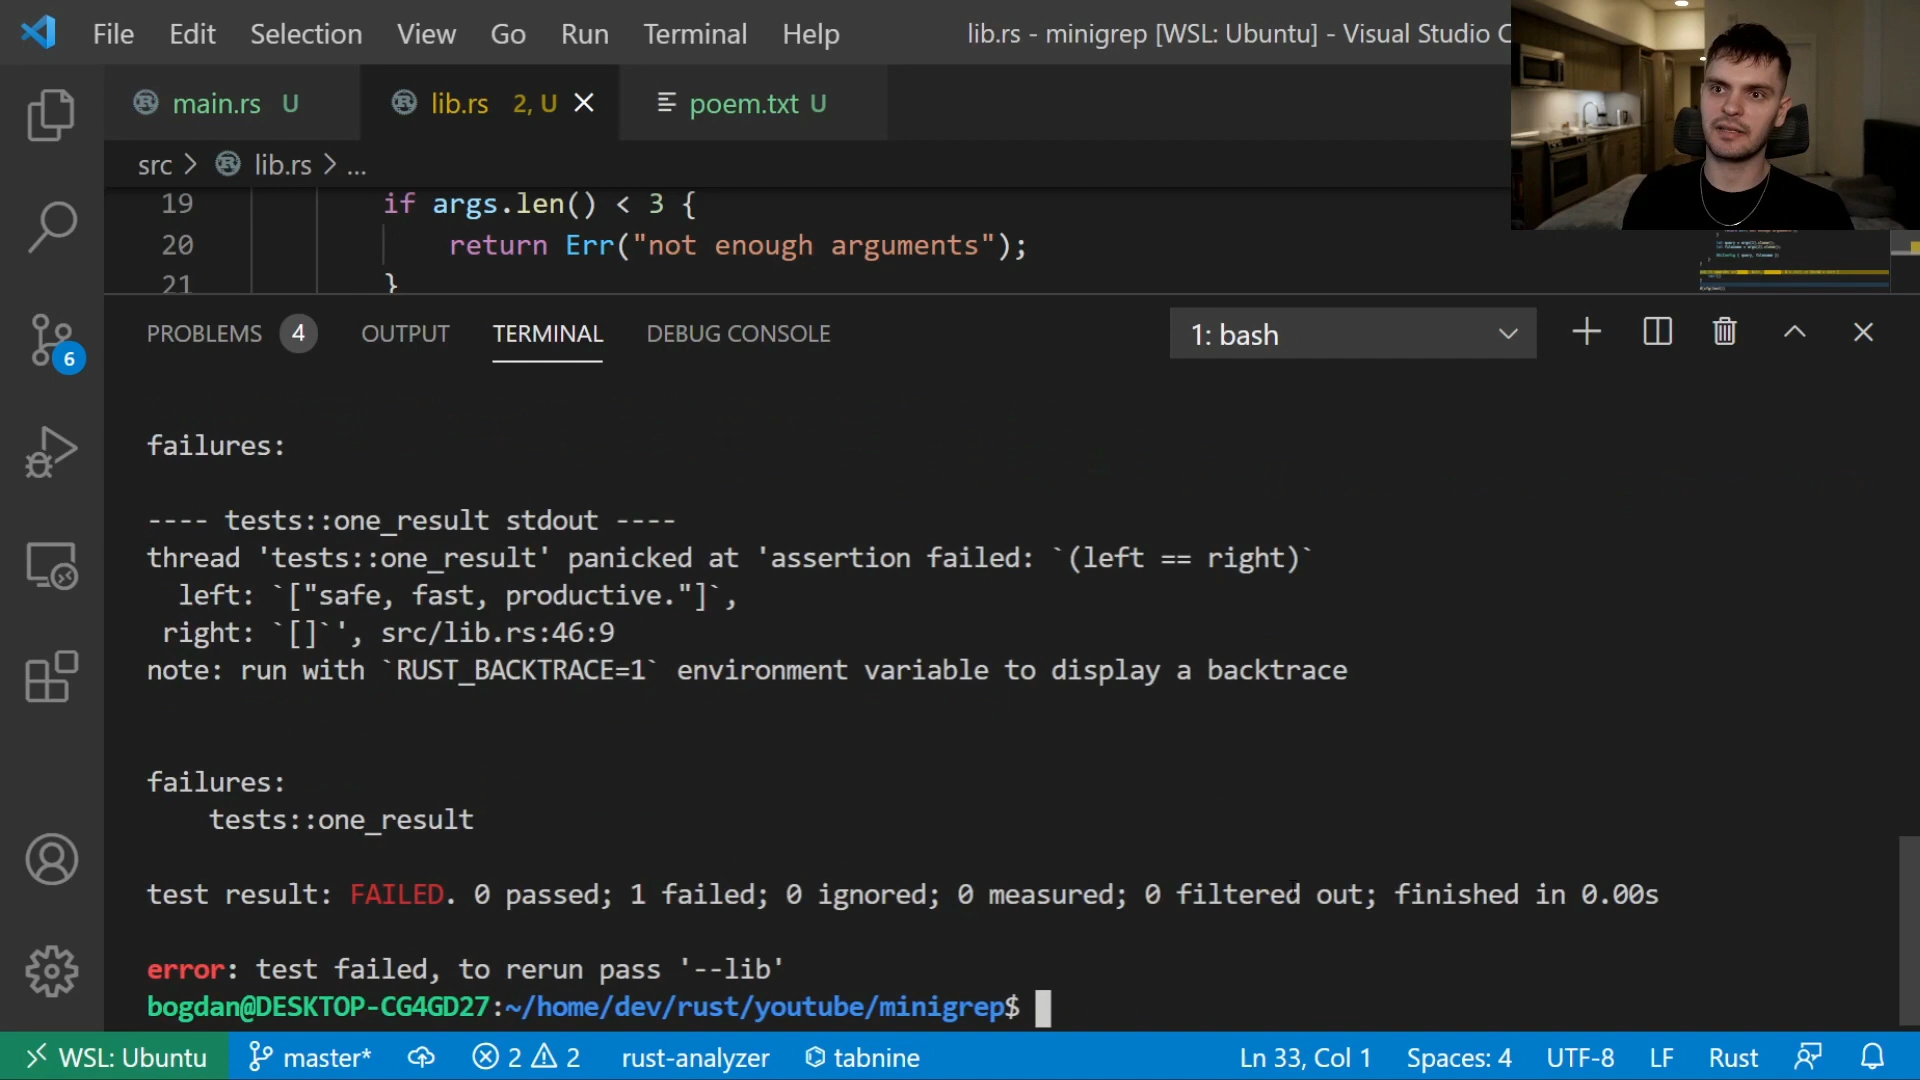 File Edit Selection View Go Run Terminal Help
lib.rs - minigrep [WSL: Ubuntu] - Visual Studio C
main.rs U
lib.rs 2, U
poem.txt U
src > lib.rs > ...
19 if args.len() < 3 {
20 return Err("not enough arguments");
21 }
PROBLEMS 4 OUTPUT TERMINAL DEBUG CONSOLE
1: bash
6
failures:
---- tests::one_result stdout ----
thread 'tests::one_result' panicked at 'assertion failed: `(left == right)`
left: `["safe, fast, productive."]`,
right: `[]`', src/lib.rs:46:9
note: run with `RUST_BACKTRACE=1` environment variable to display a backtrace
failures:
tests::one_result
test result: FAILED. 0 passed; 1 failed; 0 ignored; 0 measured; 0 filtered out; finished in 0.00s
error: test failed, to rerun pass '--lib'
bogdan@DESKTOP-CG4GD27:~/home/dev/rust/youtube/minigrep$
WSL: Ubuntu master* 2 2 rust-analyzer tabnine Ln 33, Col 1 Spaces: 4 UTF-8 LF Rust